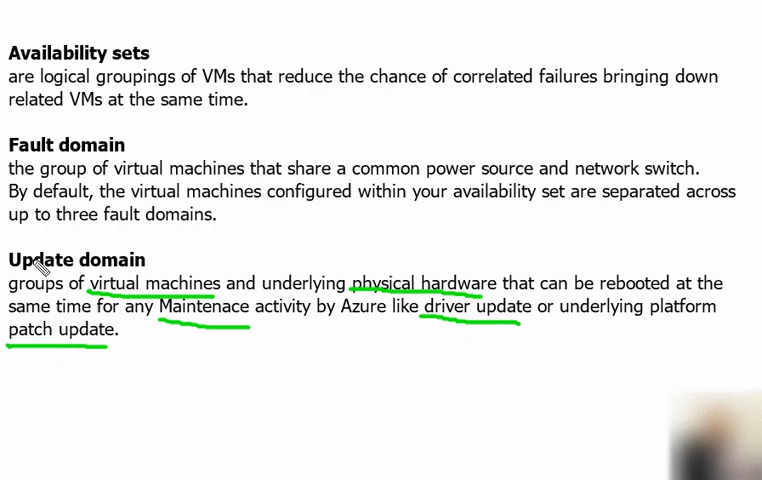 Availability sets
are logical groupings of VMs that reduce the chance of correlated failures bringing down
related VMs at the same time.
Fault domain
the group of virtual machines that share a common power source and network switch.
By default, the virtual machines configured within your availability set are separated across
up to three fault domains.
Update domain
groups of virtual machines and underlying physical hardware that can be rebooted at the
same time for any Maintenace activity by Azure like driver update or underlying platform
patch update.